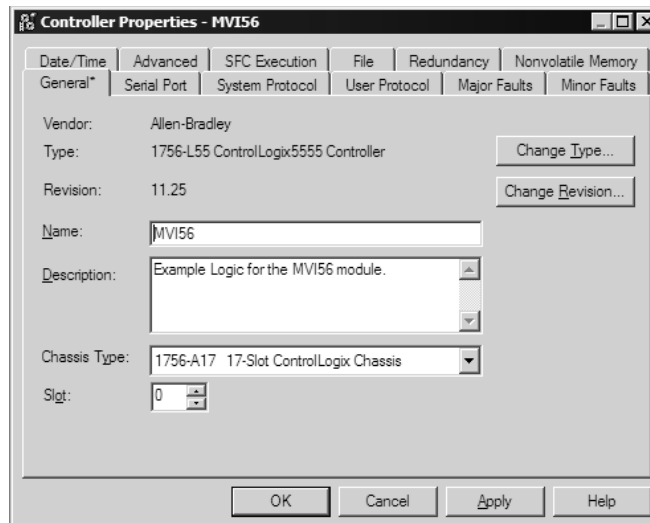 Controller Properties - MVI56
Date/Time Advanced SFC Execution File Redundancy Nonvolatile Memory
General* Serial Port System Protocol User Protocol Major Faults Minor Faults
Vendor: Allen-Bradley
Type: 1756-L55 ControlLogix5555 Controller Change Type...
Revision: 11.25 Change Revision...
Name: MVI56
Description: Example Logic for the MVI56 module.
Chassis Type: 1756-A17 17-Slot ControlLogix Chassis
Slot: 0
OK Cancel Apply Help